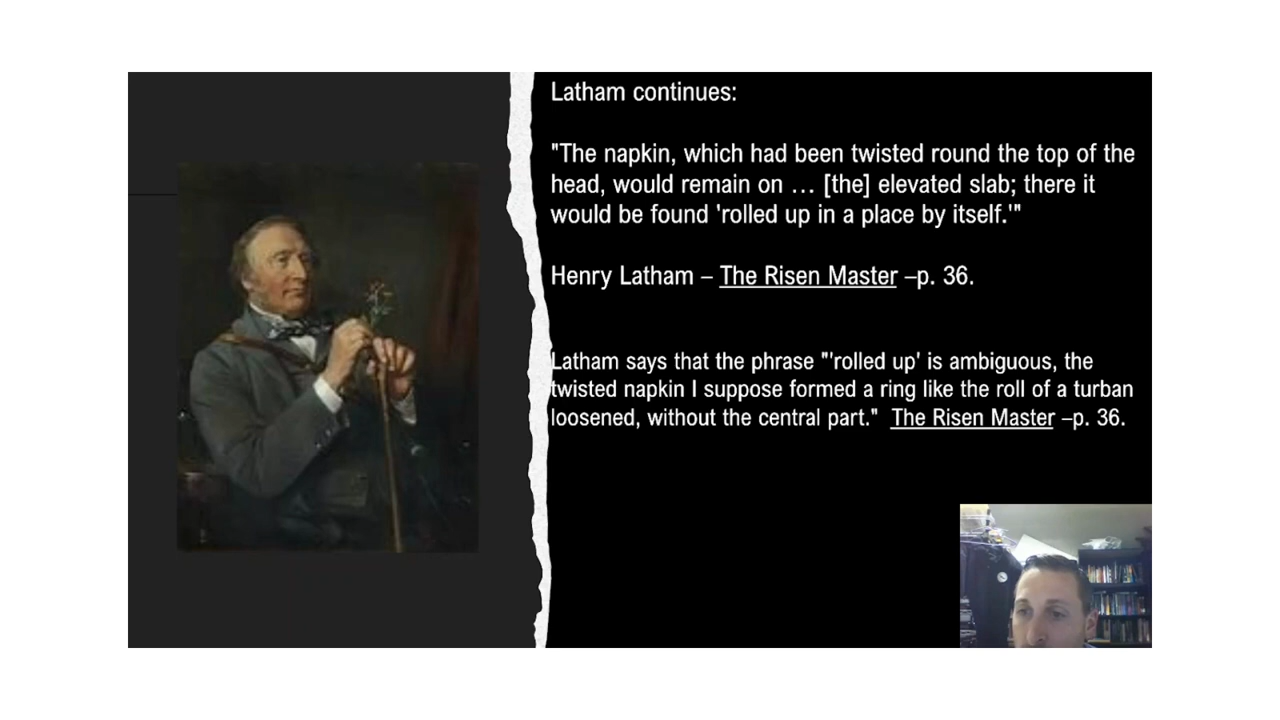 Latham continues:
"The napkin, which had been twisted round the top of the
head, would remain on … [the] elevated slab; there it
would be found 'rolled up in a place by itself.'"
Henry Latham – The Risen Master –p. 36.
Latham says that the phrase "'rolled up' is ambiguous, the
twisted napkin I suppose formed a ring like the roll of a turban
loosened, without the central part."  The Risen Master –p. 36.